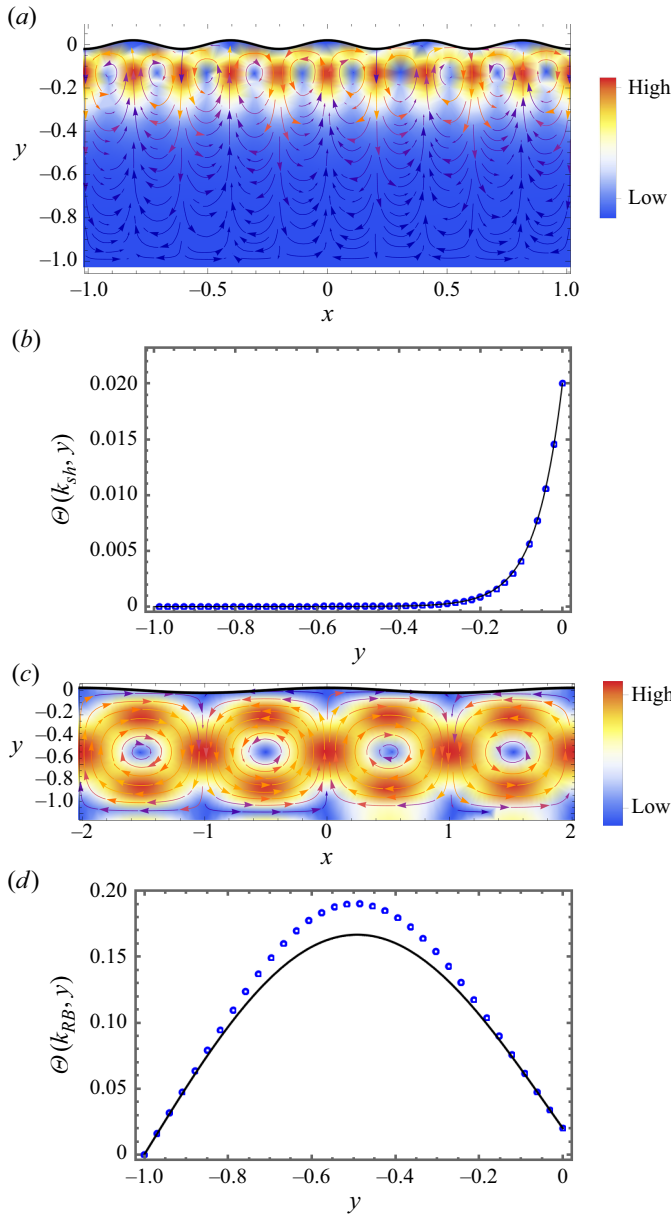 (a)
0
–0.2
–0.4
y
–0.6
–0.8
–1.0
–1.0 –0.5 0 0.5 1.0
x
High
Low
(b)
0.020
0.015
0.010
0.005
0
Θ(k_sh, y)
–1.0 –0.8 –0.6 –0.4 –0.2 0
y
(c)
0
–0.2
–0.4
y
–0.6
–0.8
–1.0
–2 –1 0 1 2
x
High
Low
(d)
0.20
0.15
0.10
0.05
0
Θ(k_RB, y)
–1.0 –0.8 –0.6 –0.4 –0.2 0
y